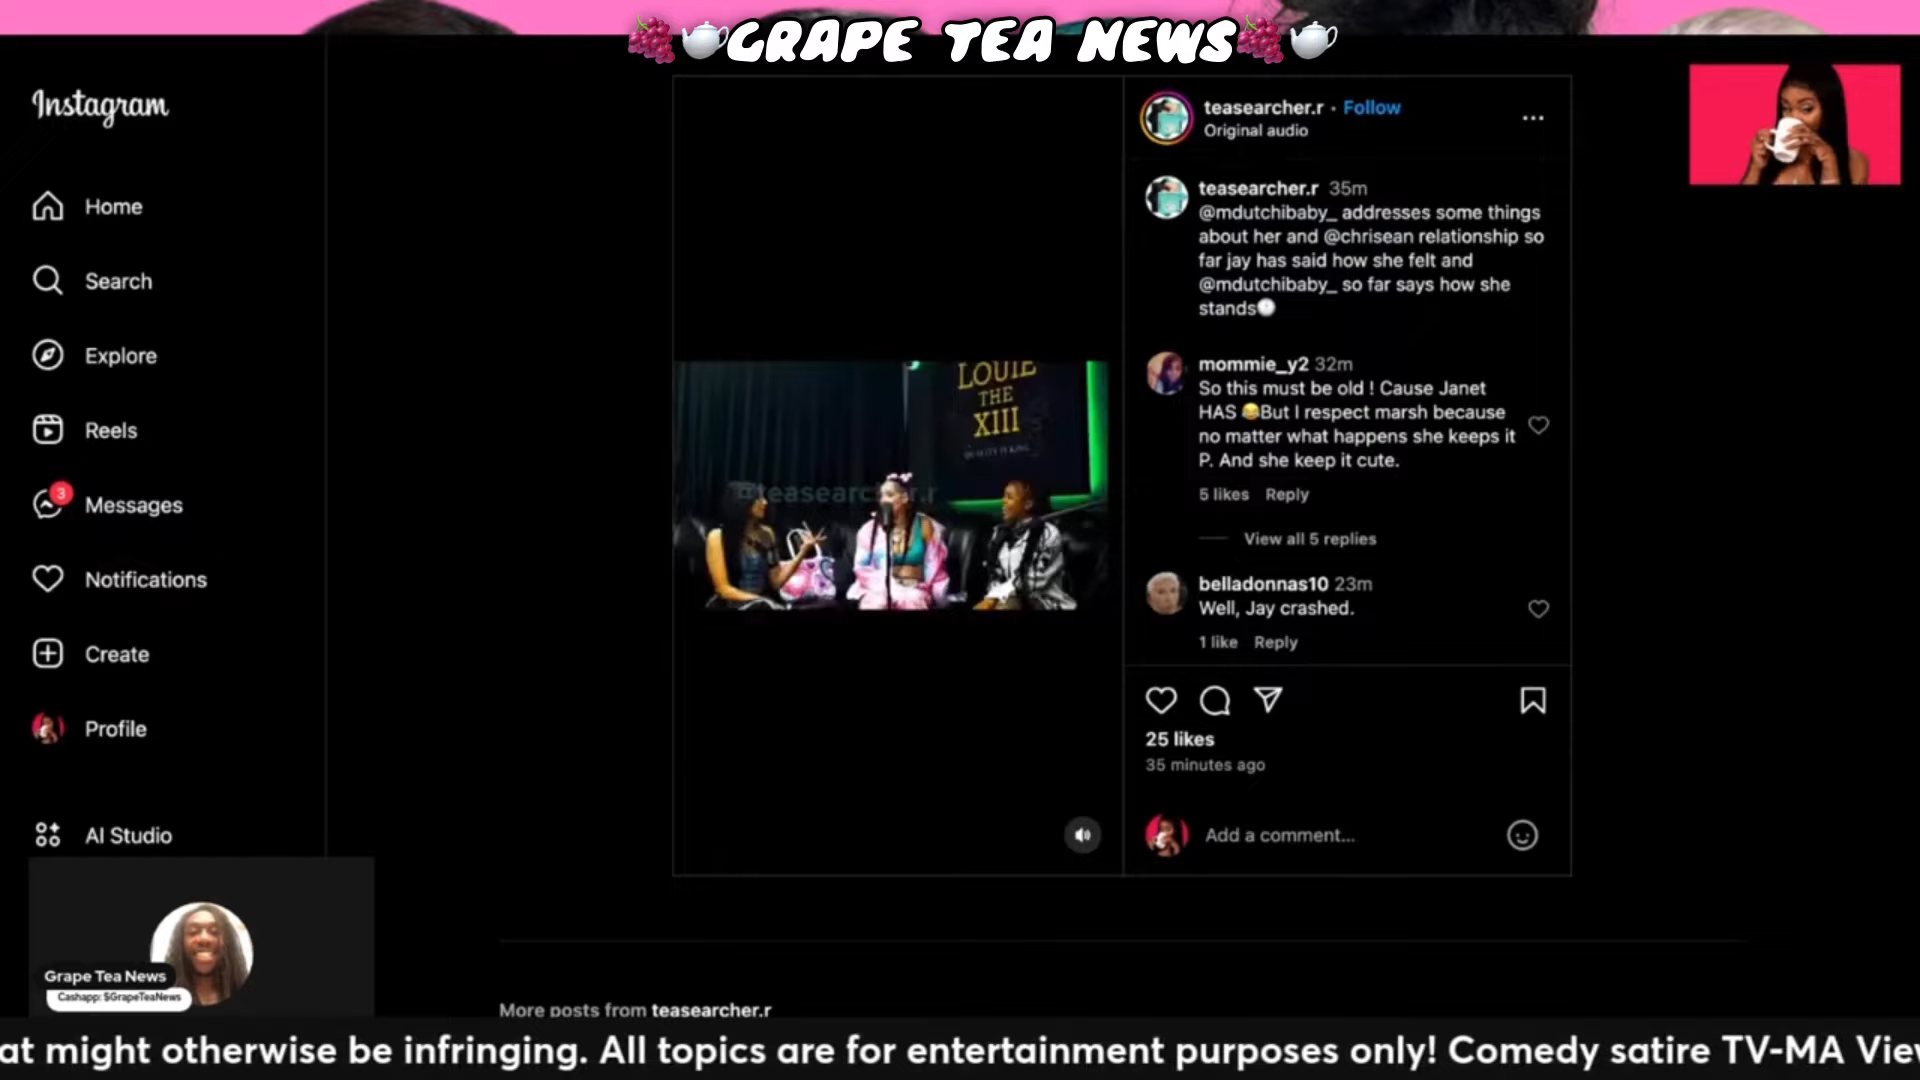 GRAPE TEA NEWS
Instagram
Home
Search
Explore
Reels
3
Messages
Notifications
Create
Profile
AI Studio
LOUIE
THE
XIII
@teasearcher.r
teasearcher.r · Follow
Original audio
teasearcher.r 35m
@mdutchibaby_ addresses some things
about her and @chrisean relationship so
far jay has said how she felt and
@mdutchibaby_ so far says how she
stands
mommie_y2 32m
So this must be old ! Cause Janet
HAS 😂But I respect marsh because
no matter what happens she keeps it
P. And she keep it cute.
5 likes Reply
View all 5 replies
belladonnas10 23m
Well, Jay crashed.
1 like Reply
25 likes
35 minutes ago
Add a comment...
Grape Tea News
Cashapp: $GrapeTeaNews
More posts from teasearcher.r
at might otherwise be infringing. All topics are for entertainment purposes only! Comedy satire TV-MA View